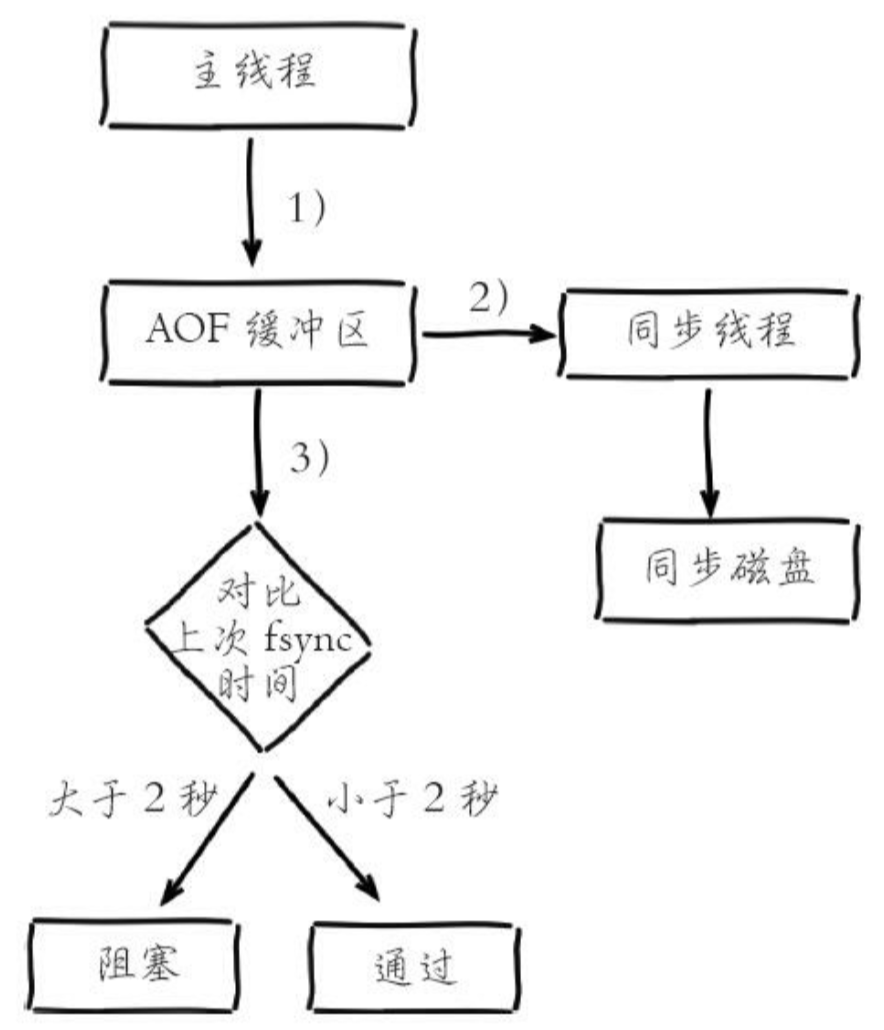 主线程
1)
AOF 缓冲区
2)
同步线程
3)
同步磁盘
对比
上次 fsync
时间
大于 2 秒
小于 2 秒
阻塞
通过